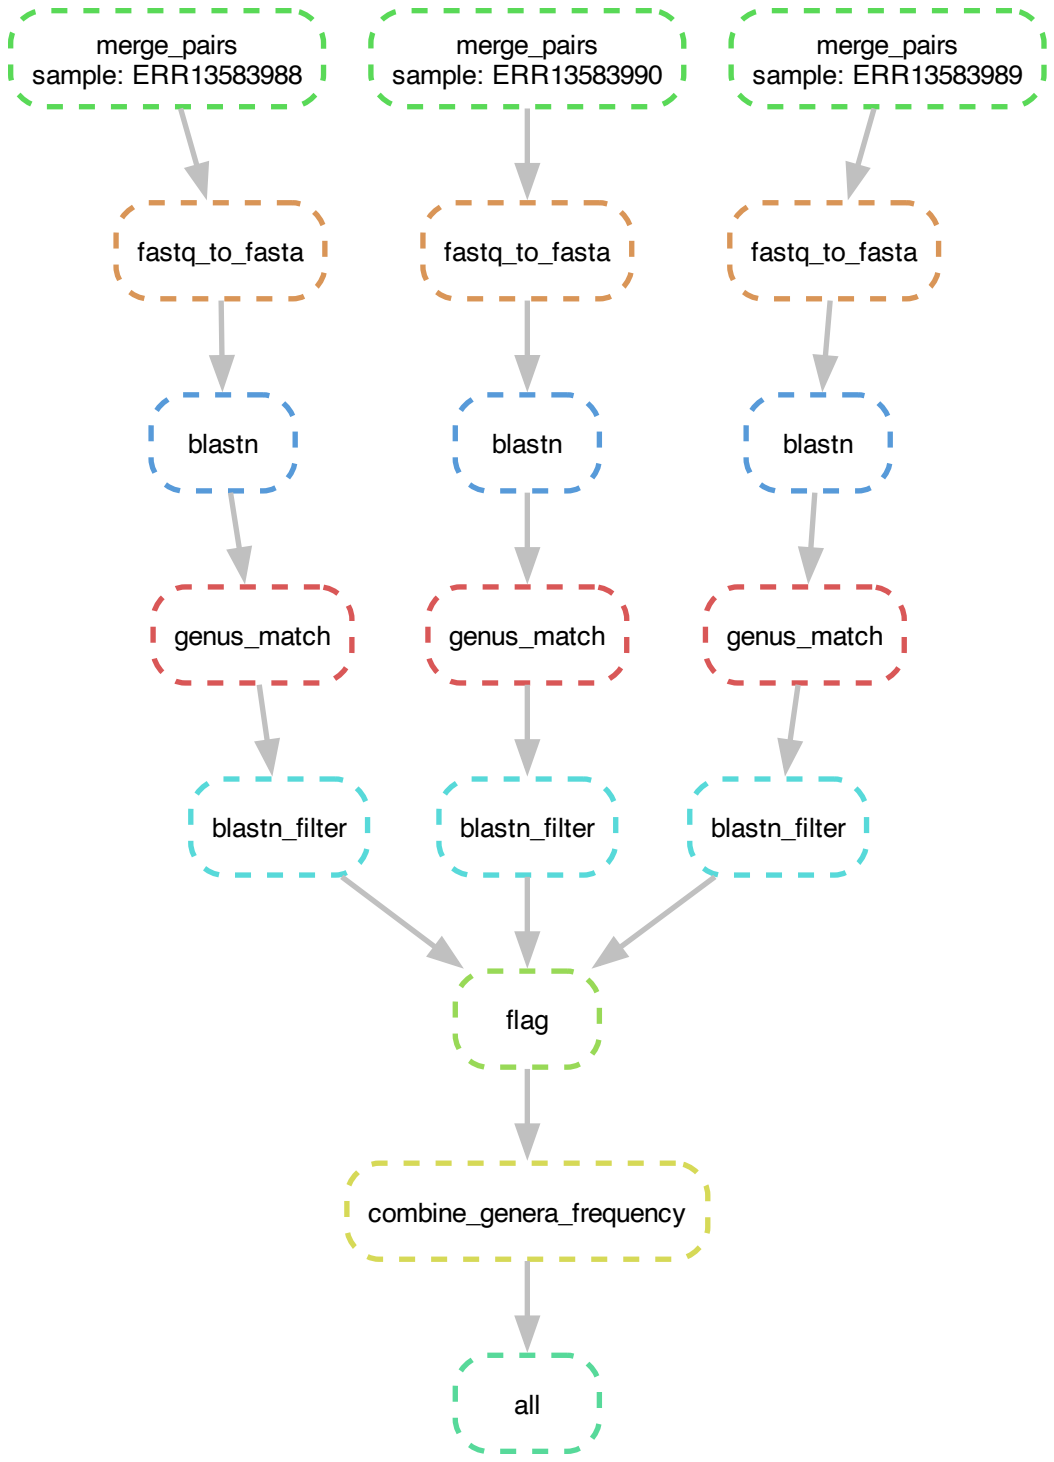 merge_pairs
sample: ERR13583988
merge_pairs
sample: ERR13583990
merge_pairs
sample: ERR13583989
fastq_to_fasta
fastq_to_fasta
fastq_to_fasta
blastn
blastn
blastn
genus_match
genus_match
genus_match
blastn_filter
blastn_filter
blastn_filter
flag
combine_genera_frequency
all